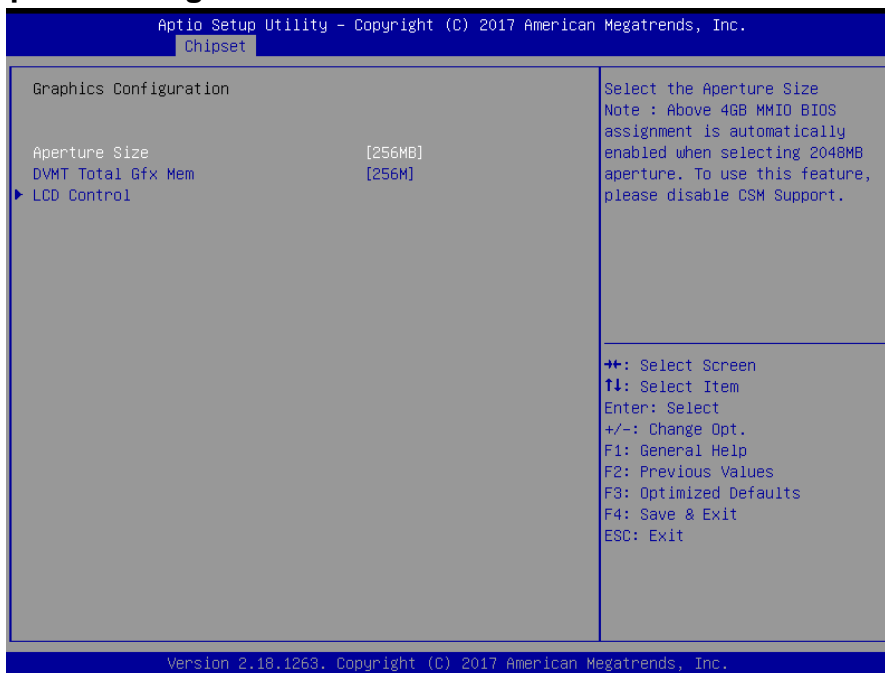 Aptio Setup Utility – Copyright (C) 2017 American Megatrends, Inc.
Chipset
Graphics Configuration
Aperture Size [256MB]
DVMT Total Gfx Mem [256M]
▶ LCD Control
Select the Aperture Size
Note : Above 4GB MMIO BIOS
assignment is automatically
enabled when selecting 2048MB
aperture. To use this feature,
please disable CSM Support.
→←: Select Screen
↑↓: Select Item
Enter: Select
+/-: Change Opt.
F1: General Help
F2: Previous Values
F3: Optimized Defaults
F4: Save & Exit
ESC: Exit
Version 2.18.1263. Copyright (C) 2017 American Megatrends, Inc.